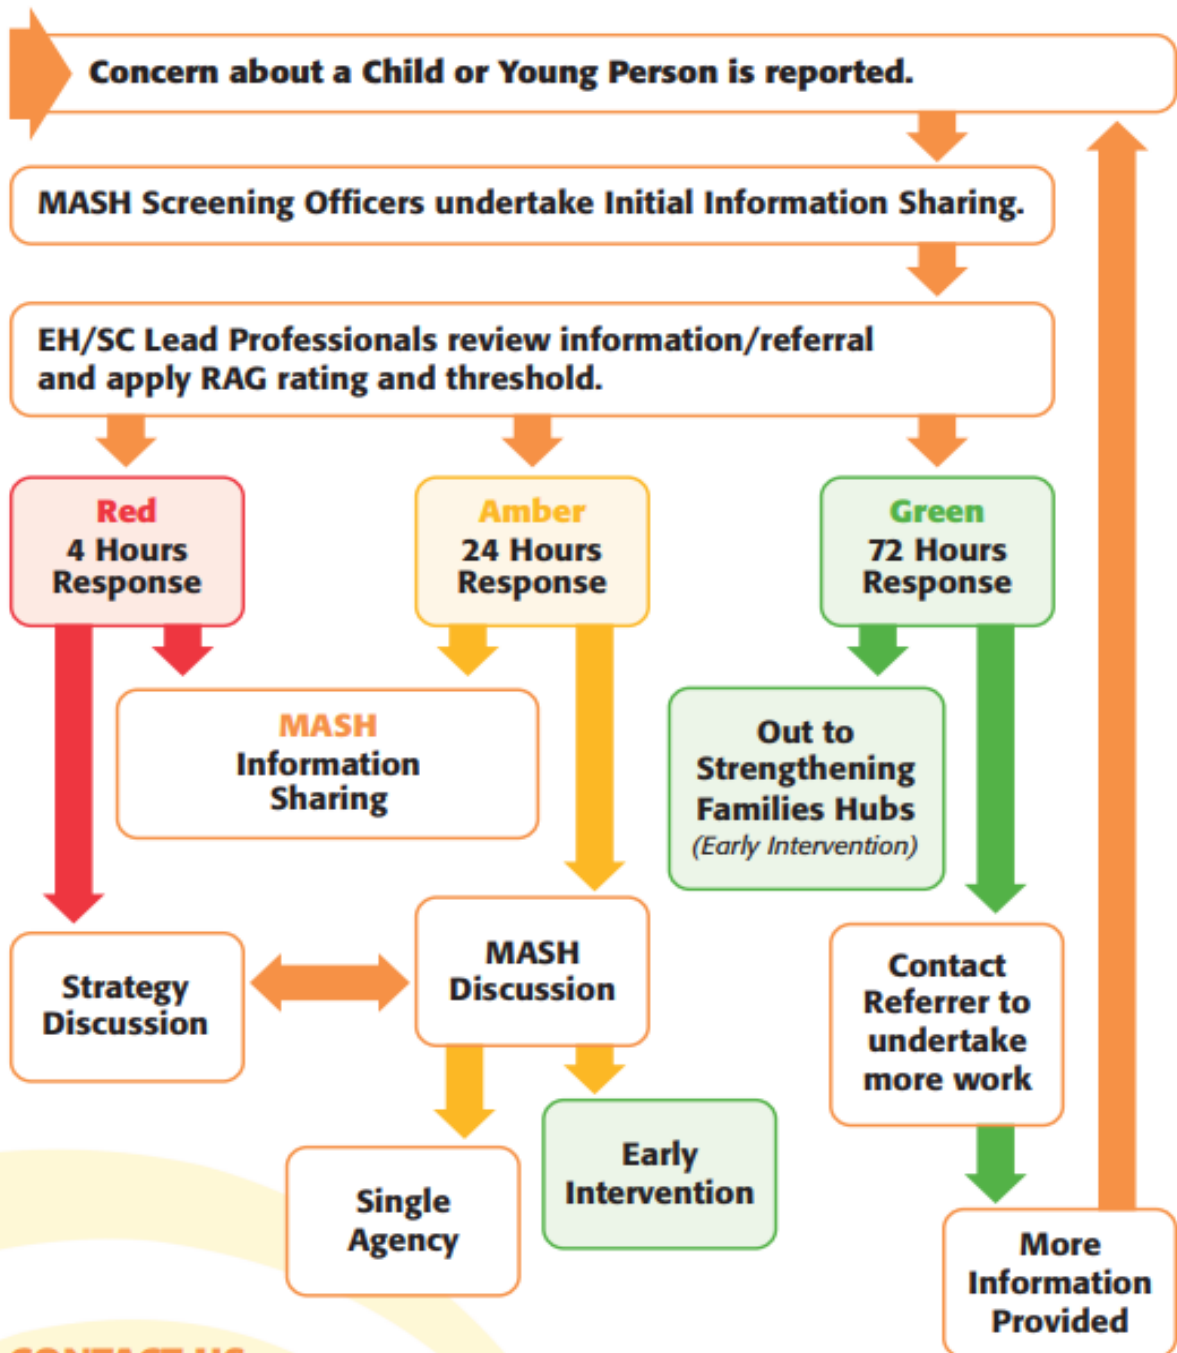 Concern about a Child or Young Person is reported.
MASH Screening Officers undertake Initial Information Sharing.
EH/SC Lead Professionals review information/referral
and apply RAG rating and threshold.
Red
4 Hours
Response
Amber
24 Hours
Response
Green
72 Hours
Response
MASH
Information
Sharing
Out to
Strengthening
Families Hubs
(Early Intervention)
Strategy
Discussion
MASH
Discussion
Contact
Referrer to
undertake
more work
Single
Agency
Early
Intervention
More
Information
Provided
CONTACT US